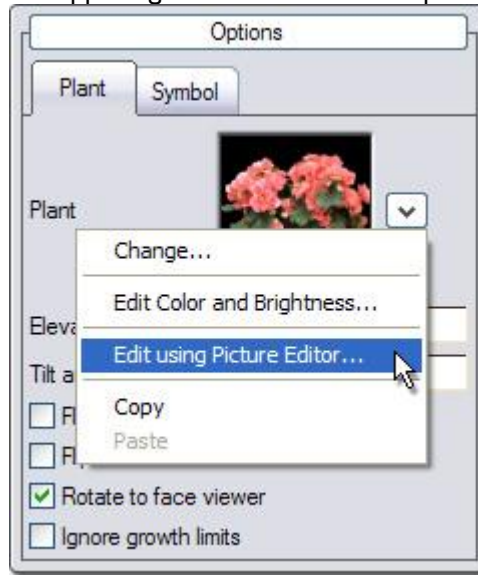 Options
Plant Symbol
Plant
Change...
Edit Color and Brightness...
Edit using Picture Editor...
Tilt a
Copy
Paste
Rotate to face viewer
Ignore growth limits